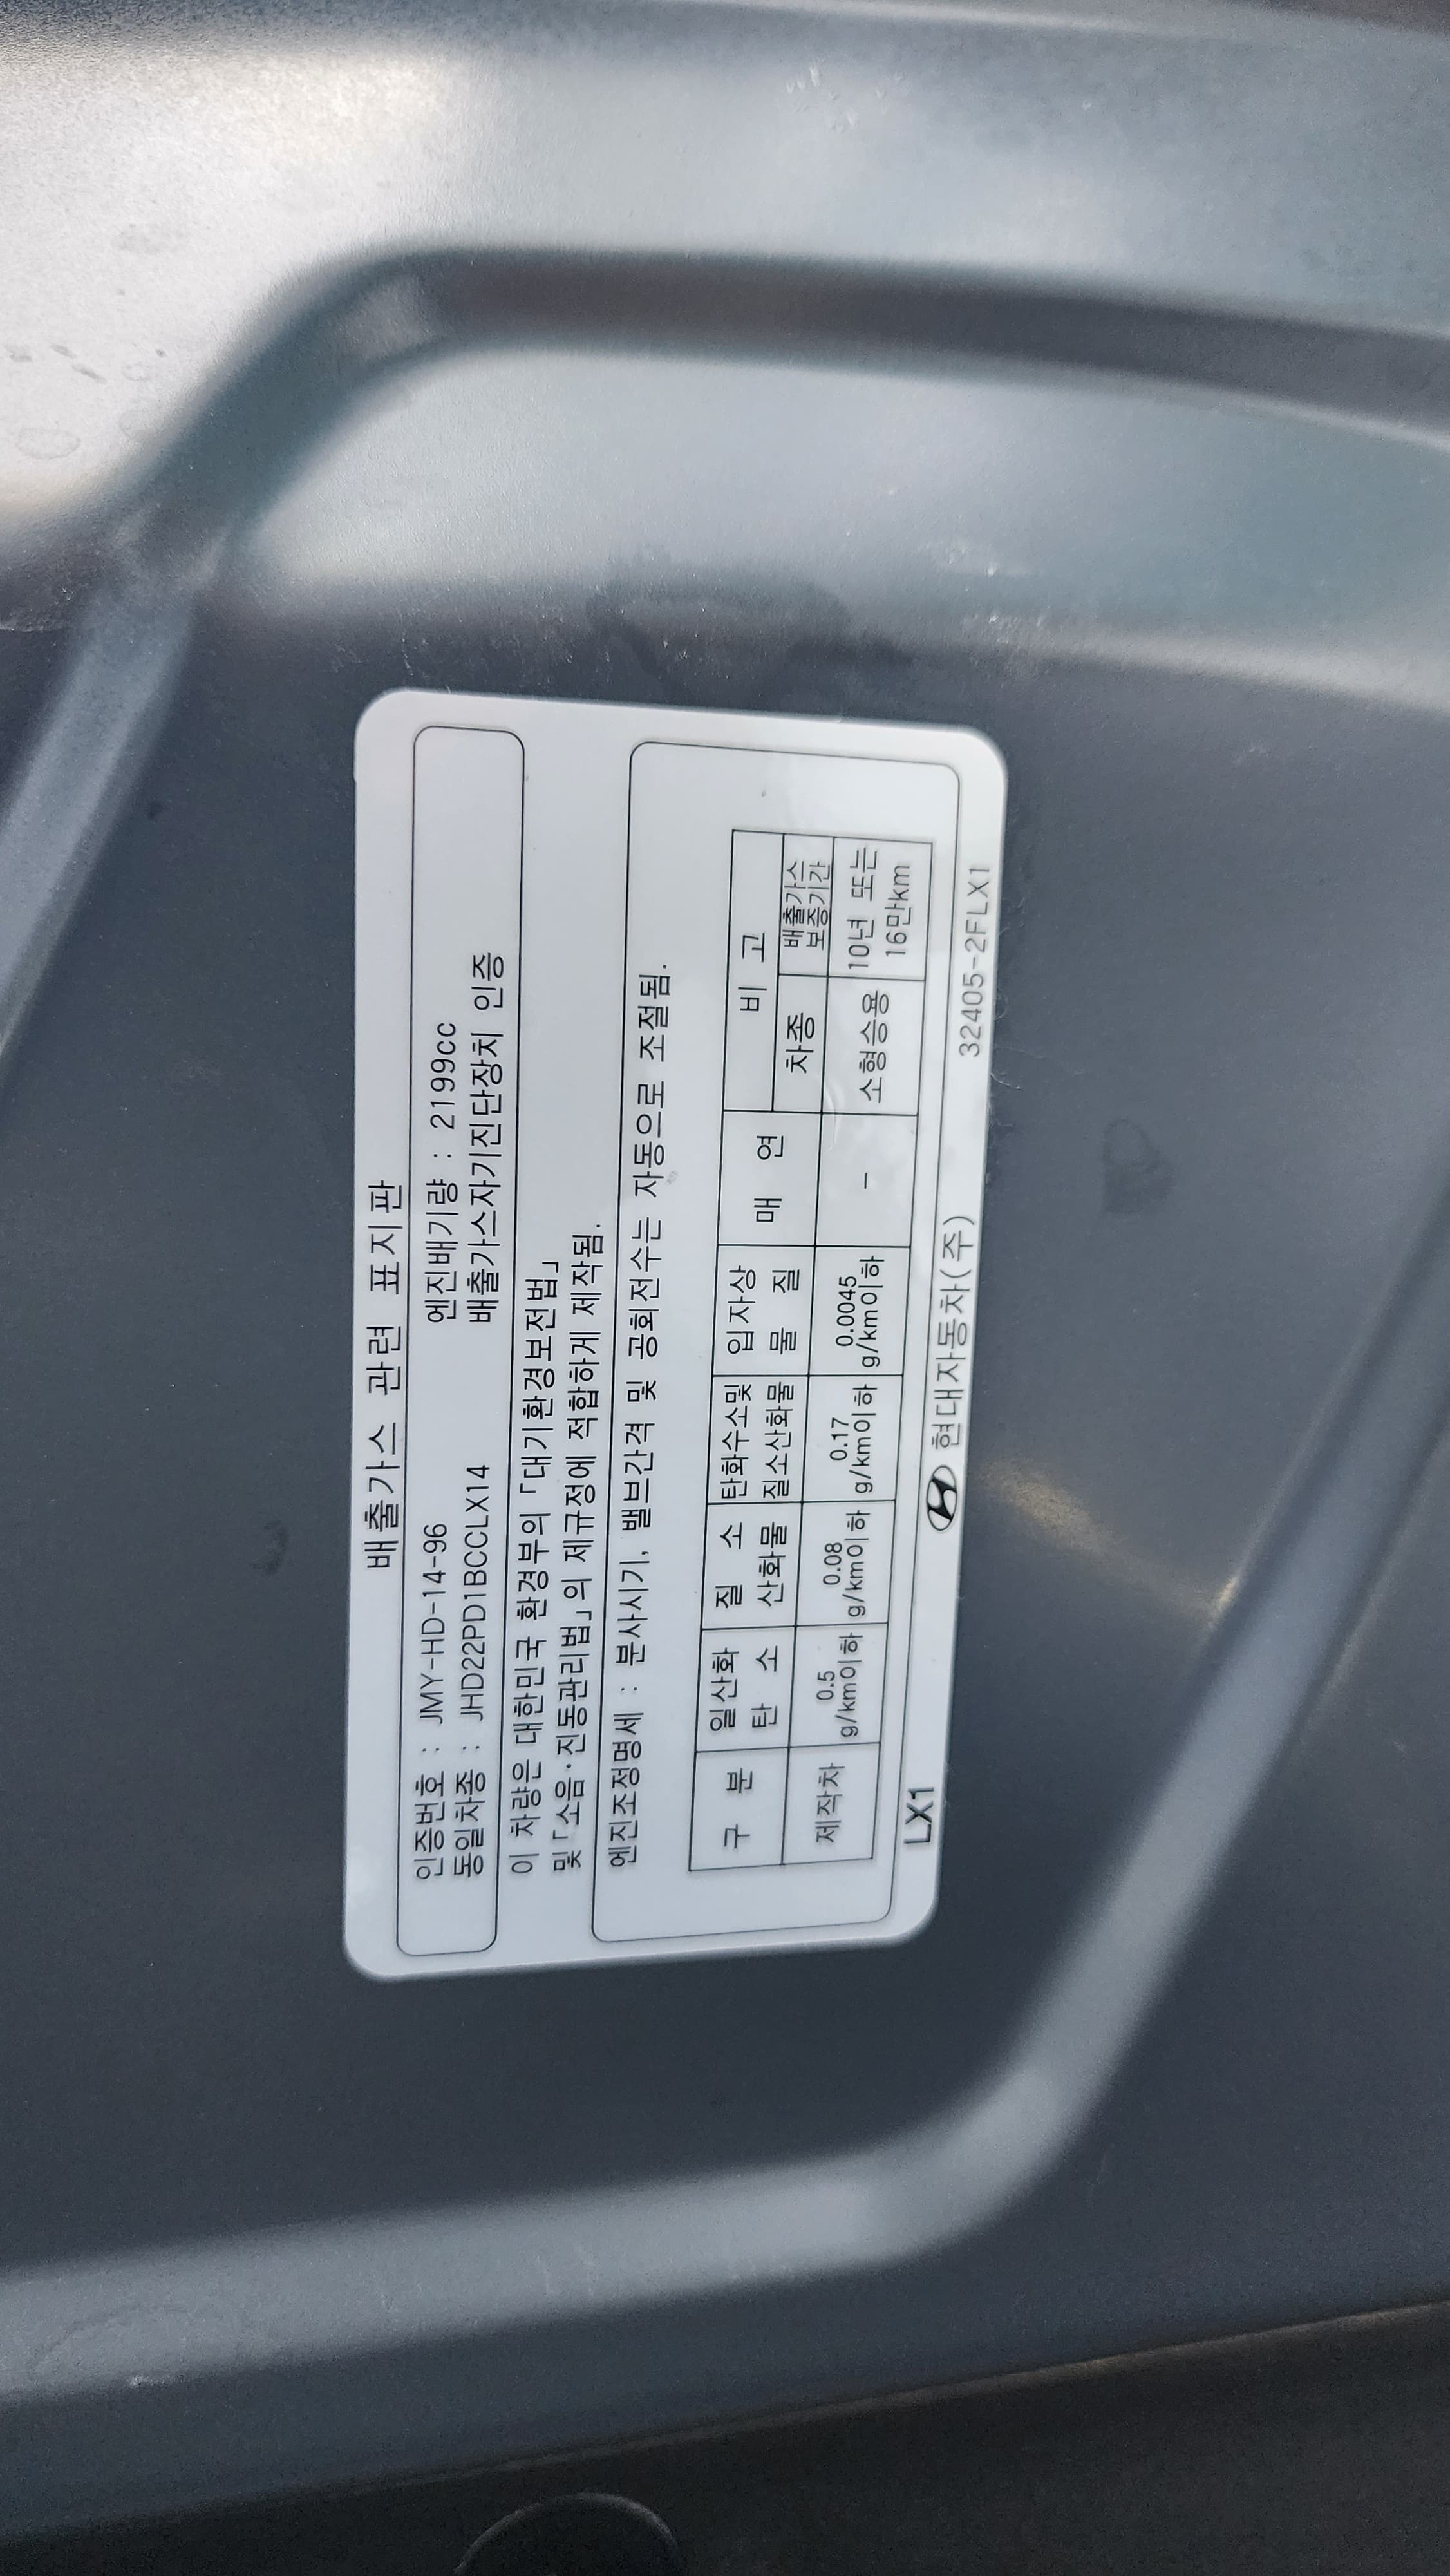 배출가스 관련 표지판
인증번호 : JMY-HD-14-96 엔진배기량 : 2199cc
동일차종 : JHD22PD1BCCLX14 배출가스자기진단장치 인증
이 차량은 대한민국 환경부의 「대기환경보전법」
및 「소음·진동관리법」의 제규정에 적합하게 제작됨.
엔진조정명세 : 분사시기, 밸브간격 및 공회전수는 자동으로 조절됨.
구 분 일산화 탄 소 질 소 산화물 탄화수소및 질소산화물 입자상 물 질 매 연 비 고
차종 배출가스 보증기간
제작차 0.5 g/km이하 0.08 g/km이하 0.17 g/km이하 0.0045 g/km이하 - 소형승용 10년 또는 16만km
LX1 현대자동차(주) 32405-2FLX1